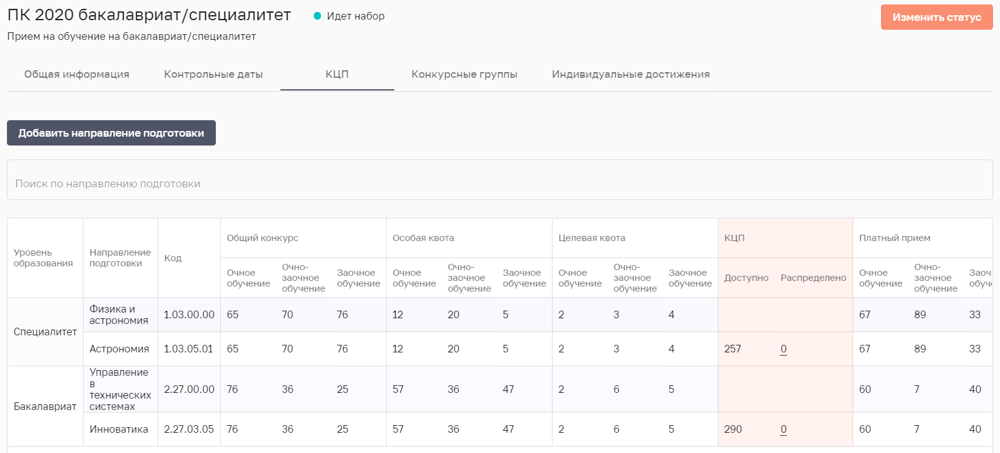 ПК 2020 бакалавриат/специалитет
Идет набор
Изменить статус
Прием на обучение на бакалавриат/специалитет
Общая информация
Контрольные даты
КЦП
Конкурсные группы
Индивидуальные достижения
Добавить направление подготовки
Поиск по направлению подготовки
Уровень
образования
Направление
подготовки
Код
Общий конкурс
Особая квота
Целевая квота
КЦП
Платный прием
Очное
обучение
Очно-
заочное
обучение
Заочное
обучение
Очное
обучение
Очно-
заочное
обучение
Заочное
обучение
Очное
обучение
Очно-
заочное
обучение
Заочное
обучение
Доступно
Распределено
Очное
обучение
Очно-
заочное
обучение
Специалитет
Физика и
астрономия
1.03.00.00 65 70 76 12 20 5 2 3 4 67 89 33
Астрономия 1.03.05.01 65 70 76 12 20 5 2 3 4 257 0 67 89 33
Бакалавриат
Управление
в
технических
системах
2.27.00.00 76 36 25 57 36 47 2 6 5 60 7 40
Инноватика 2.27.03.05 76 36 25 57 36 47 2 6 5 290 0 60 7 40